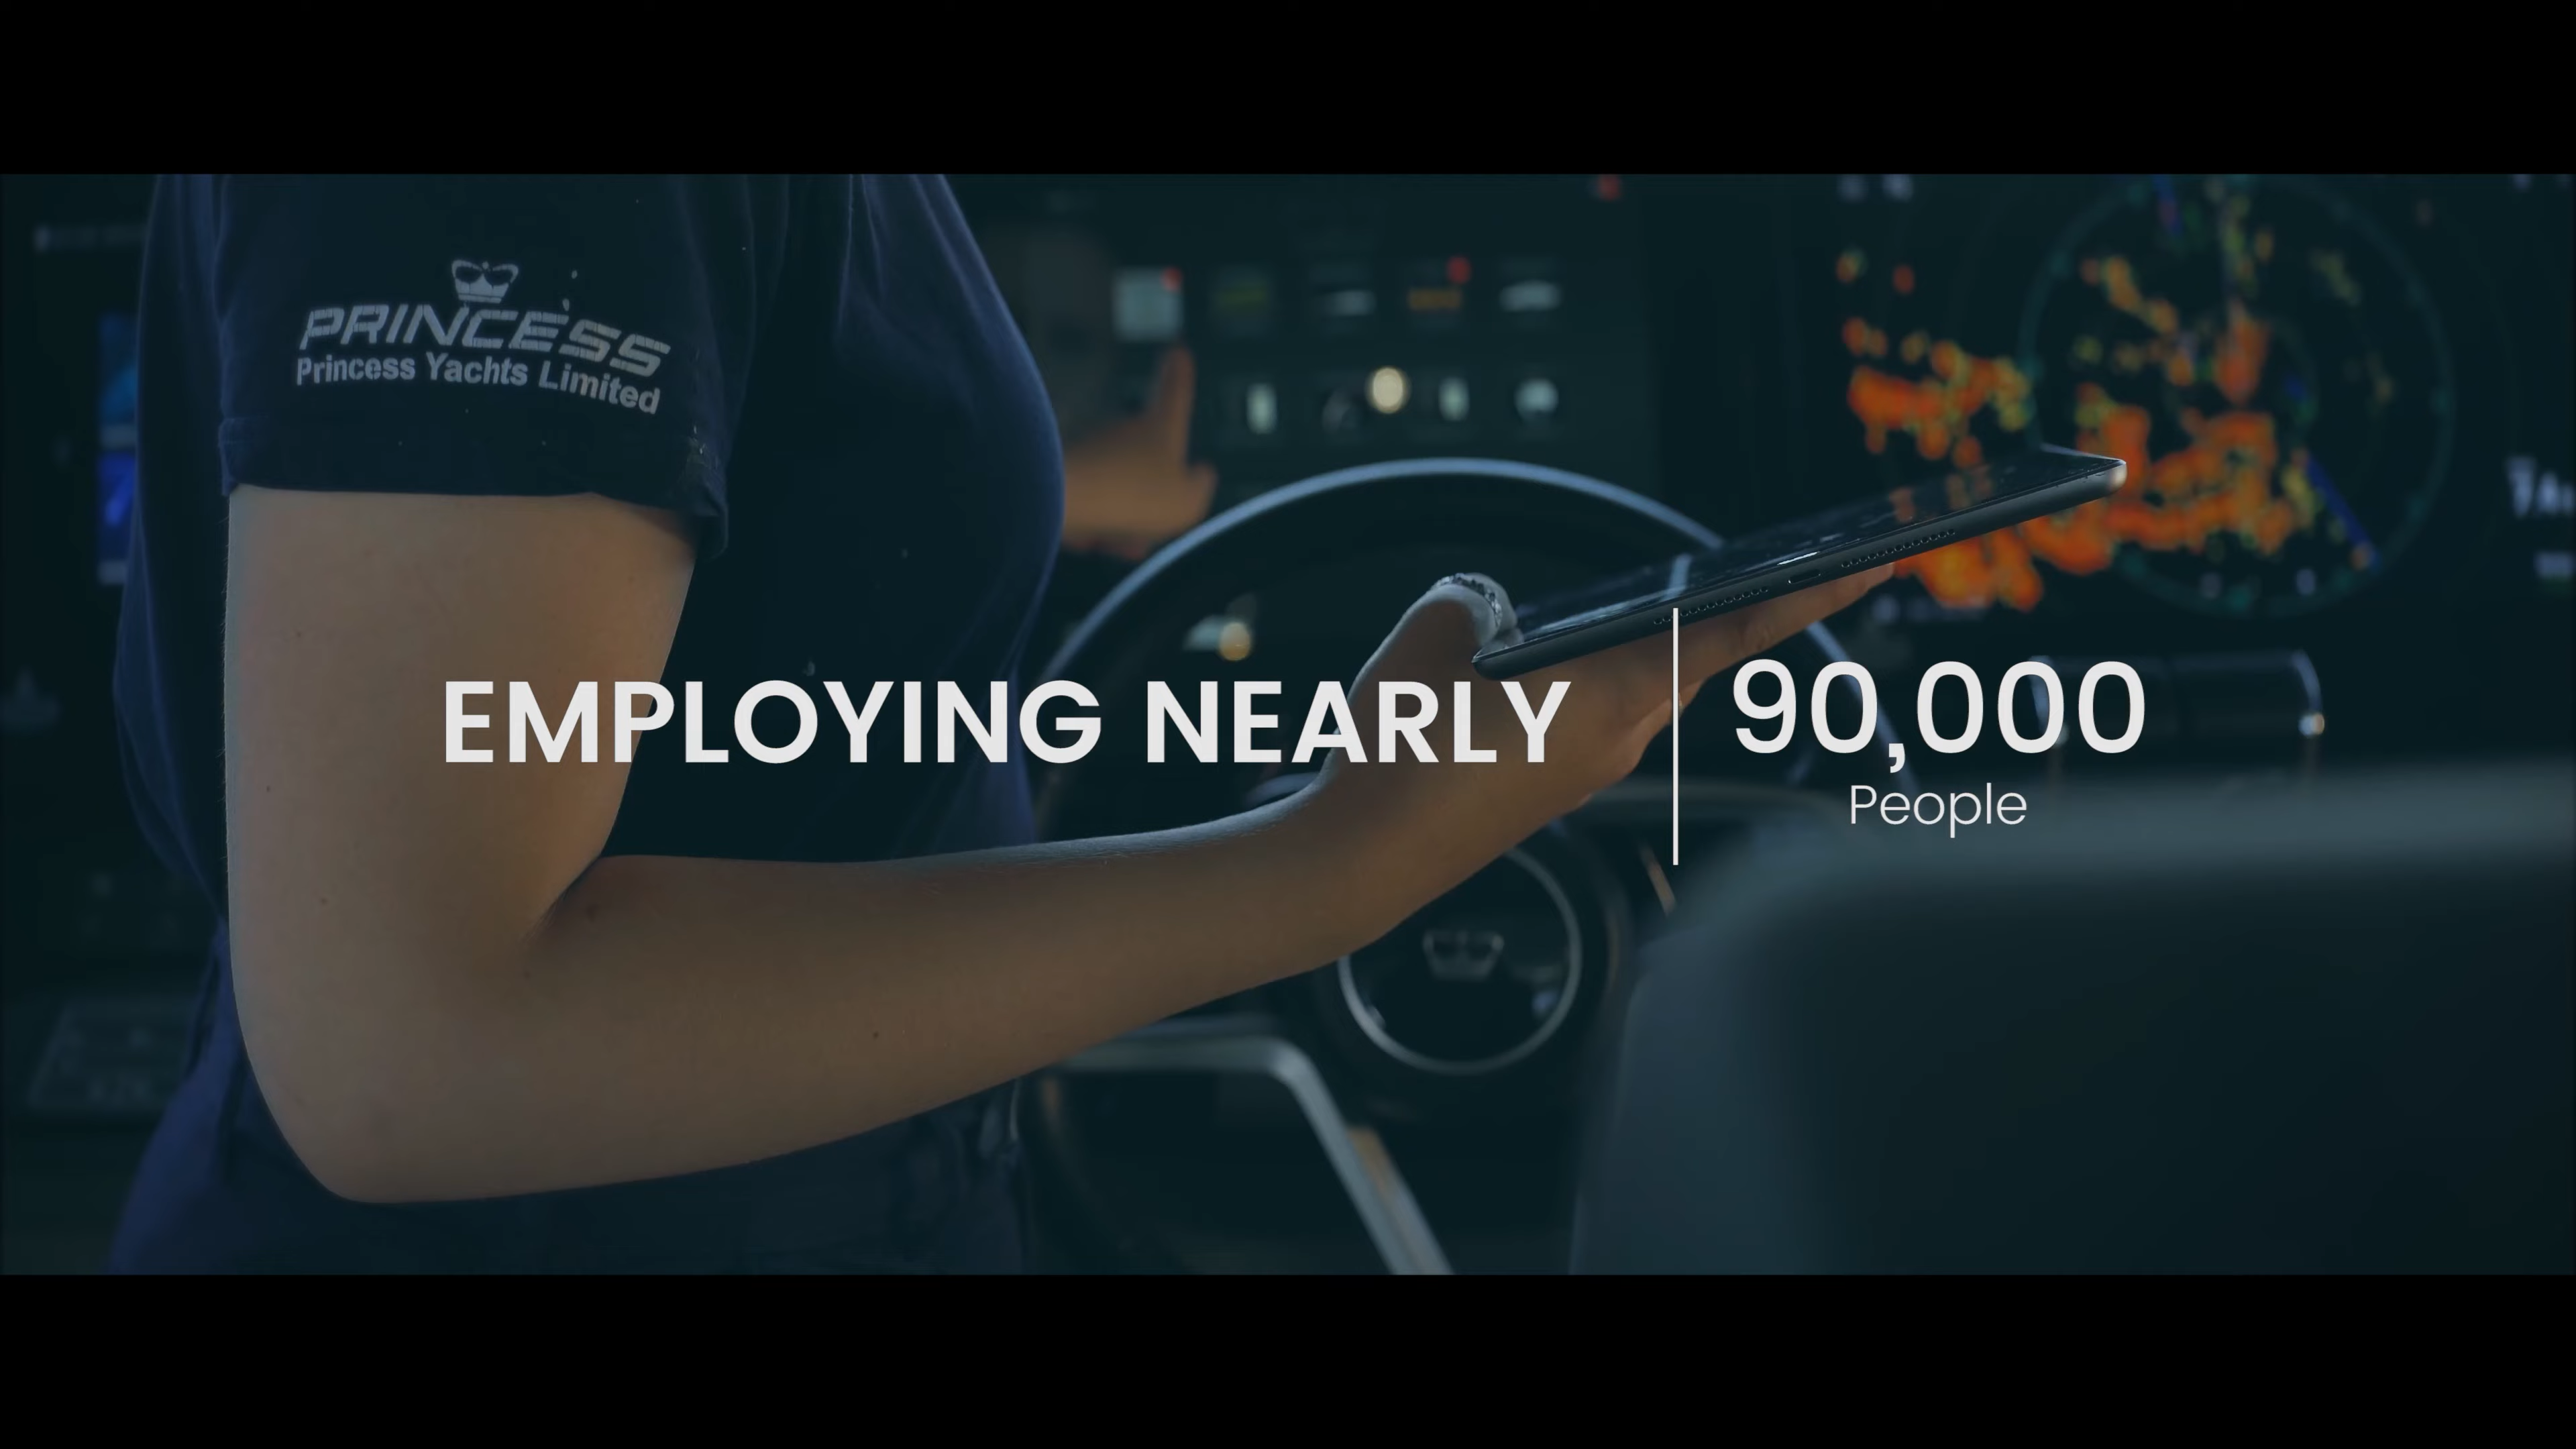 PRINCESS
Princess Yachts Limited
EMPLOYING NEARLY
90,000
People